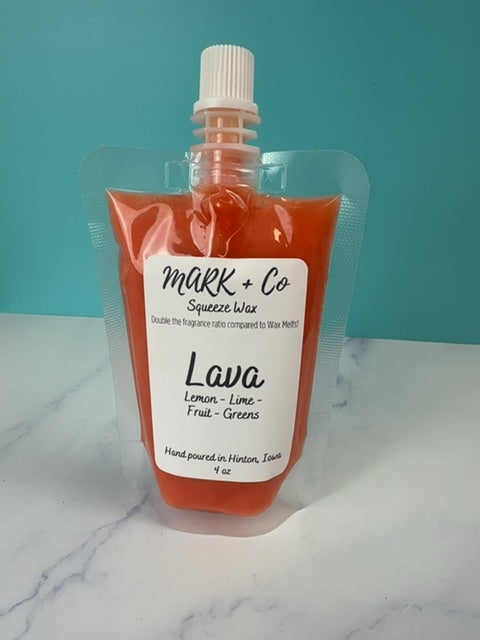 MARK + Co
Squeeze Wax
Double the fragrance ratio compared to Wax Melts!
Lava
Lemon - Lime -
Fruit - Greens
Hand poured in Hinton, Iowa
4 oz